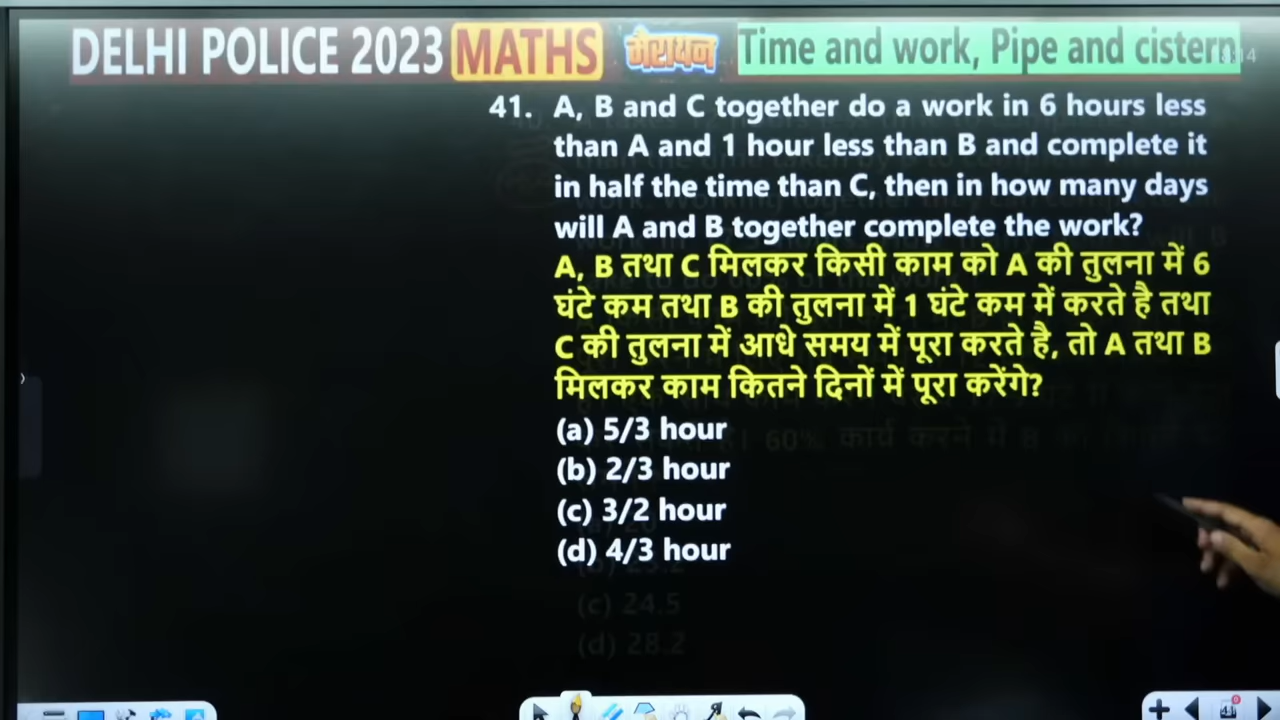 DELHI POLICE 2023 MATHS मैराथन Time and work, Pipe and cistern
41. A, B and C together do a work in 6 hours less
than A and 1 hour less than B and complete it
in half the time than C, then in how many days
will A and B together complete the work?
A, B तथा C मिलकर किसी काम को A की तुलना में 6
घंटे कम तथा B की तुलना में 1 घंटे कम में करते है तथा
C की तुलना में आधे समय में पूरा करते है, तो A तथा B
मिलकर काम कितने दिनों में पूरा करेंगे?
(a) 5/3 hour
(b) 2/3 hour
(c) 3/2 hour
(d) 4/3 hour
(c) 24.5
(d) 28.2